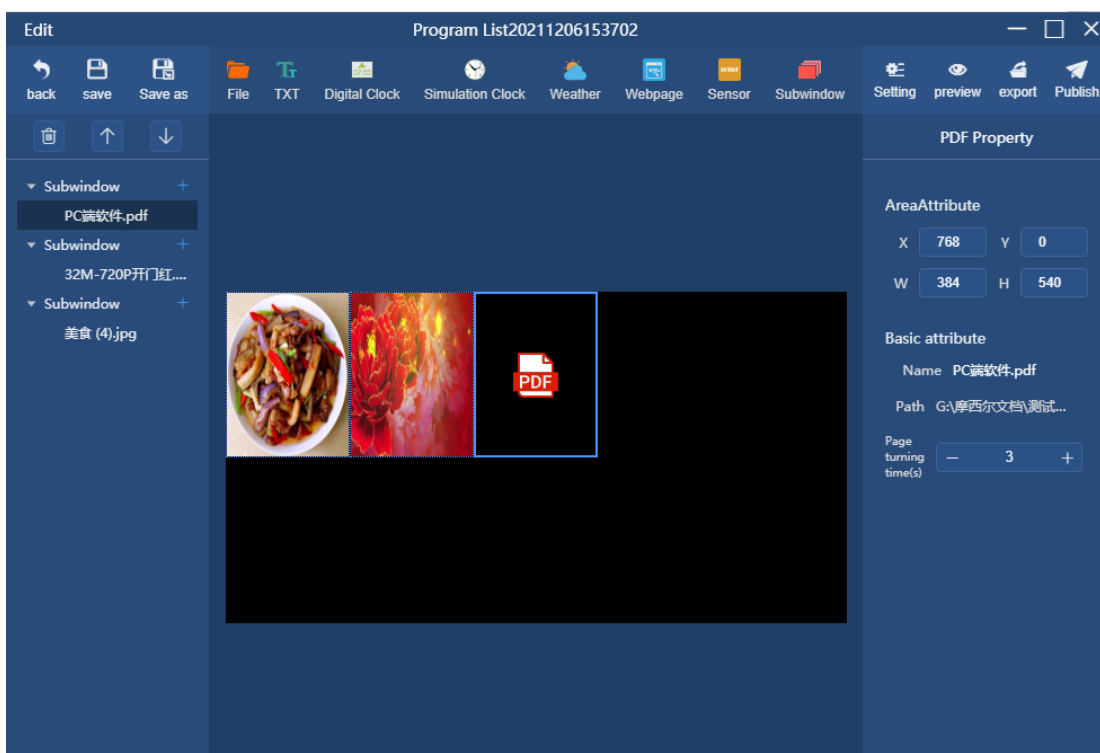 Edit
Program List20211206153702
back save Save as File TXT Digital Clock Simulation Clock Weather Webpage Sensor Subwindow Setting preview export Publish
PDF Property
Subwindow
PC端软件.pdf
Subwindow
32M-720P开门红....
Subwindow
美食 (4).jpg
PDF
AreaAttribute
X 768 Y 0
W 384 H 540
Basic attribute
Name PC端软件.pdf
Path G:\摩西尔文档\测试...
Page turning time(s) 3